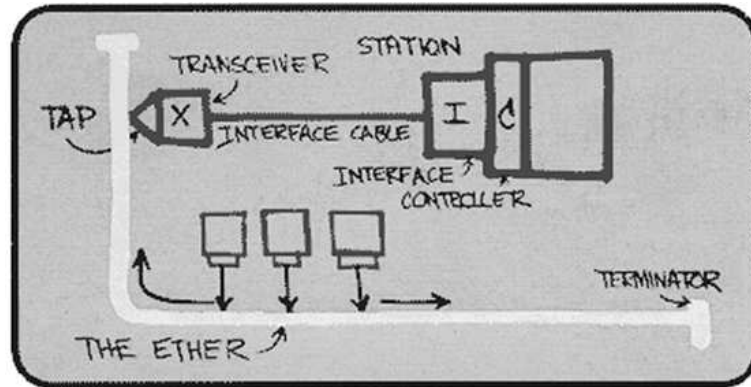 STATION
TRANSCEIVER
TAP
X
I
C
INTERFACE CABLE
INTERFACE
CONTROLLER
TERMINATOR
THE ETHER